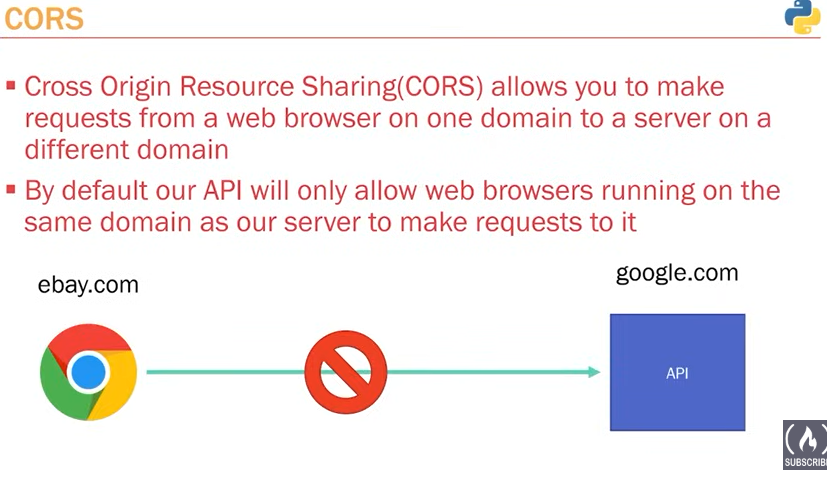 CORS
Cross Origin Resource Sharing(CORS) allows you to make
requests from a web browser on one domain to a server on a
different domain
By default our API will only allow web browsers running on the
same domain as our server to make requests to it
ebay.com
google.com
API
SUBSCRIBE